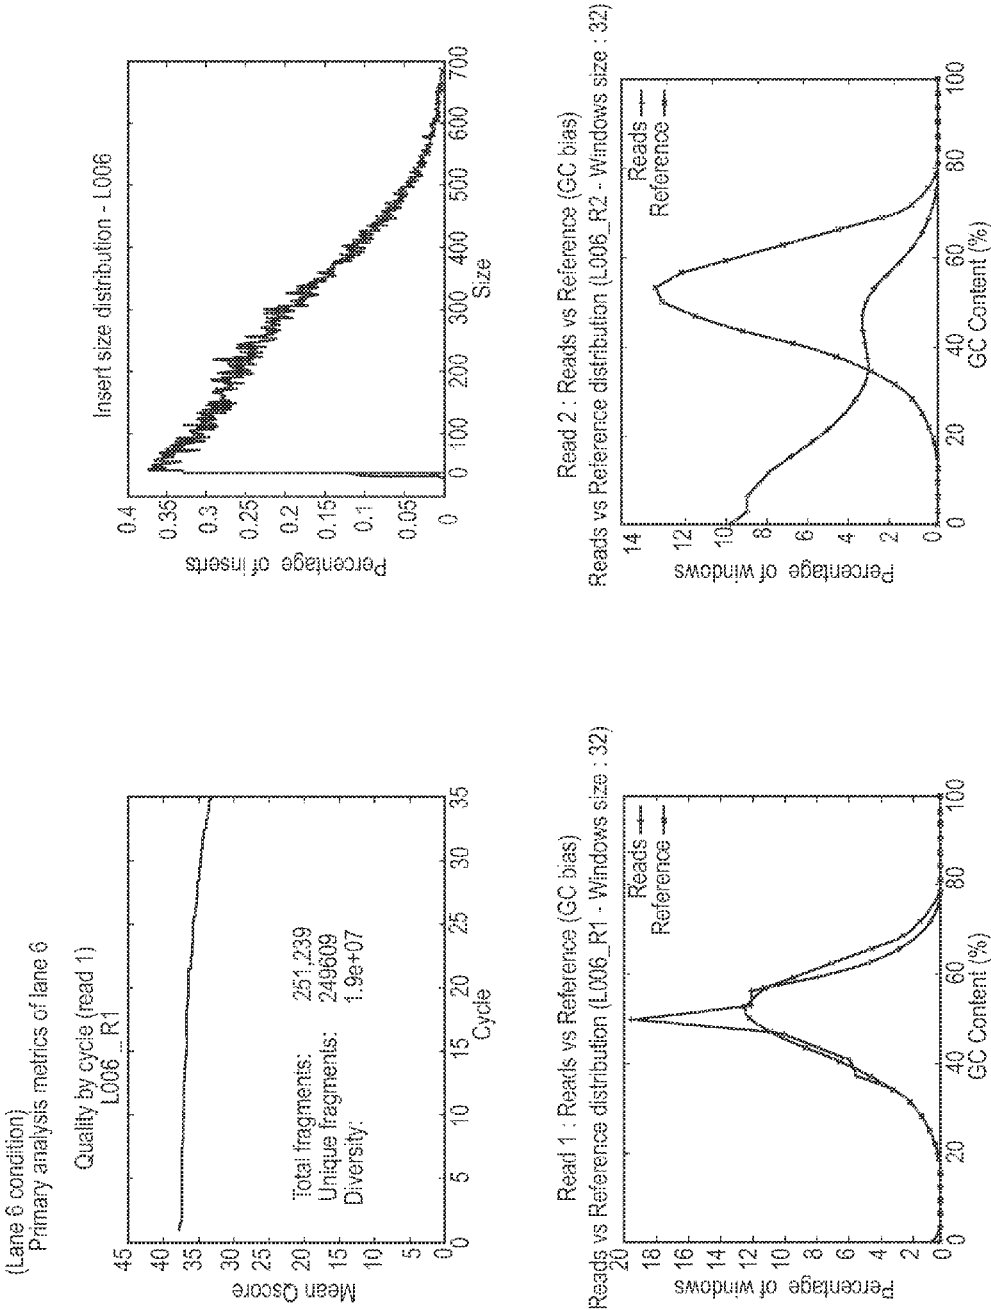 (Lane 6 condition)
Primary analysis metrics of lane 6
Quality by cycle (read 1)
L006_R1
45
40
35
30
25
20
15
10
5
0
Mean Qscore
Total fragments: 251,239
Unique fragments: 249609
Diversity: 1.9e+07
0 5 10 15 20 25 30 35
Cycle
Insert size distribution - L006
0.4
0.35
0.3
0.25
0.2
0.15
0.1
0.05
0
Percentage of inserts
0 100 200 300 400 500 600 700
Size
Read 1 : Reads vs Reference (GC bias)
Reads vs Reference distribution (L006_R1 - Windows size : 32)
20
18
16
14
12
10
8
6
4
2
0
Percentage of windows
Reads
Reference
0 20 40 60 80 100
GC Content (%)
Read 2 : Reads vs Reference (GC bias)
Reads vs Reference distribution (L006_R2 - Windows size : 32)
14
12
10
8
6
4
2
0
Percentage of windows
Reads
Reference
0 20 40 60 80 100
GC Content (%)